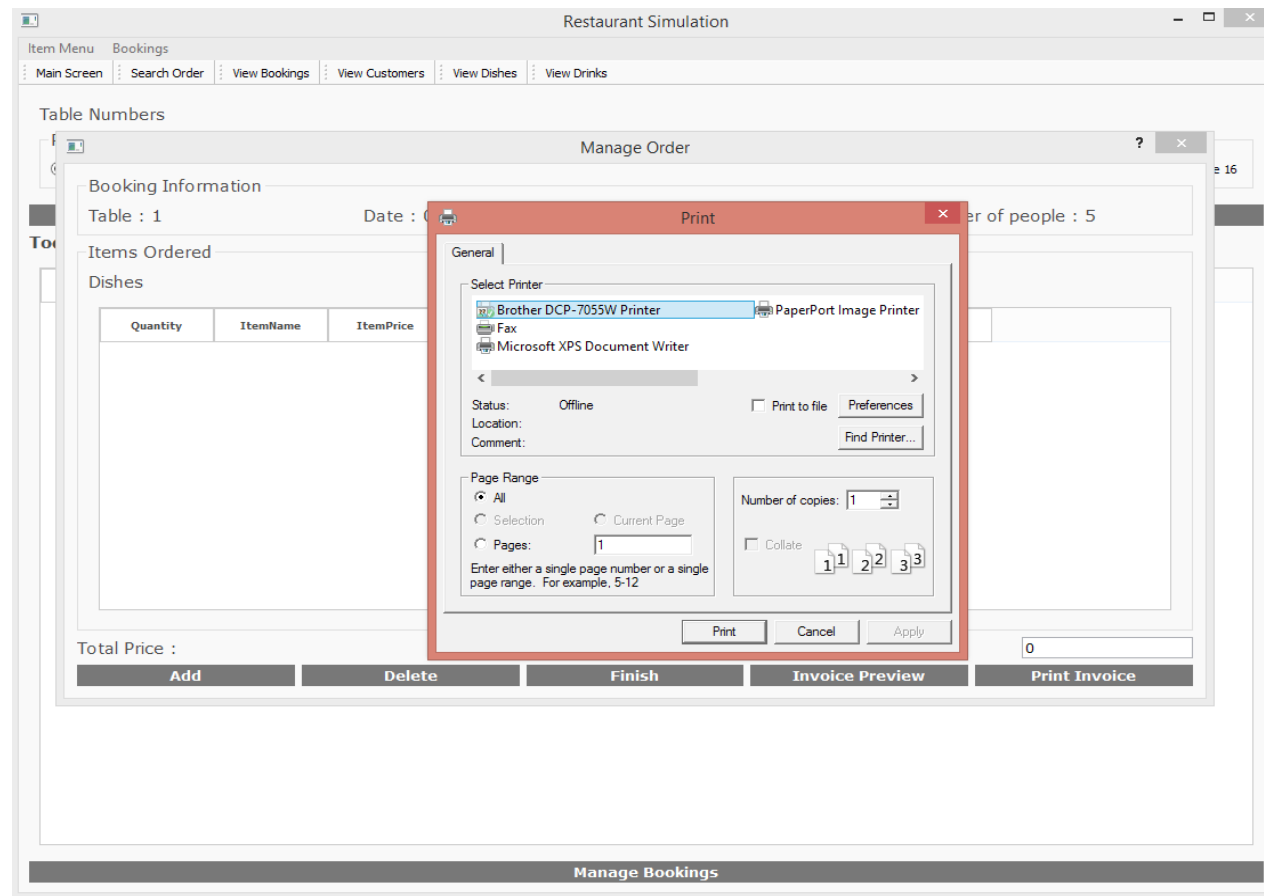 Restaurant Simulation
Item Menu Bookings
Main Screen Search Order View Bookings View Customers View Dishes View Drinks
Table Numbers
Manage Order ?
16
Booking Information
Table : 1 Date : Print of people : 5
Items Ordered General
Dishes Select Printer
Brother DCP-7055W Printer PaperPort Image Printer
Quantity ItemName ItemPrice Fax
Microsoft XPS Document Writer
Status: Offline Print to file Preferences
Location:
Comment: Find Printer...
Page Range
All Number of copies: 1
Selection Current Page
Pages: 1 Collate
11 22 33
Enter either a single page number or a single
page range. For example, 5-12
Print Cancel Apply
Total Price : 0
Add Delete Finish Invoice Preview Print Invoice
Manage Bookings